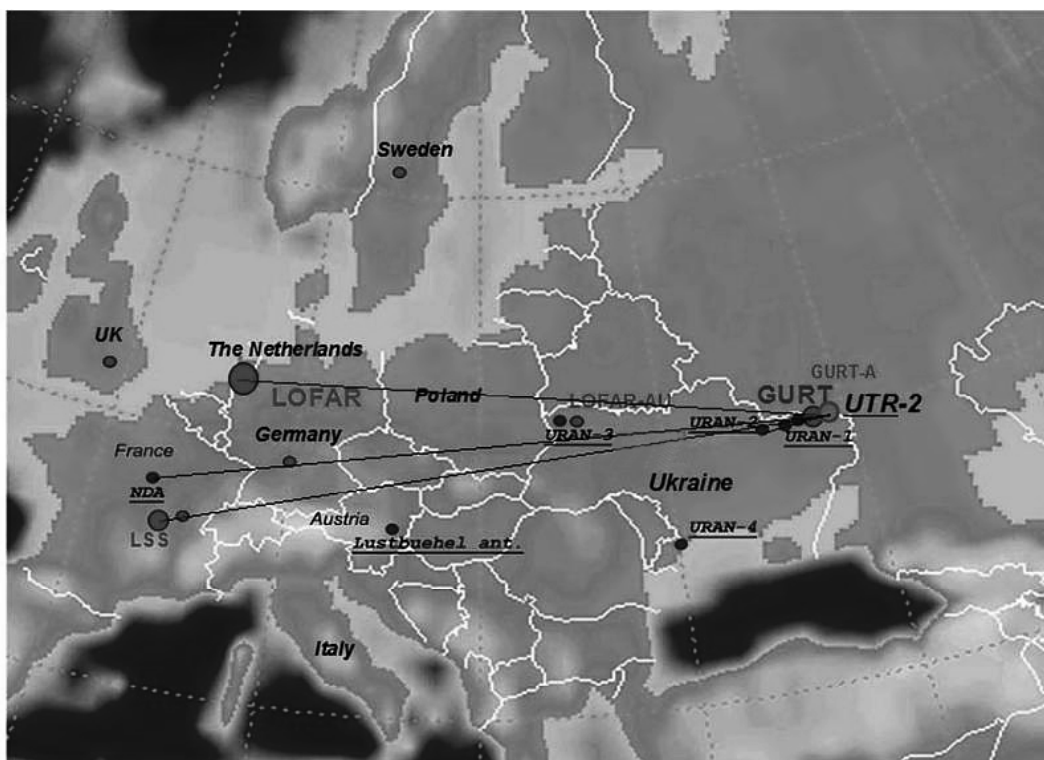 Sweden
UK
The Netherlands
GURT-A
LOFAR
Poland
LOFAR-AU
GURT
UTR-2
URAN-3
URAN-2
URAN-1
Germany
France
NDA
Ukraine
LSS
Austria
Lustbuehel ant.
URAN-4
Italy